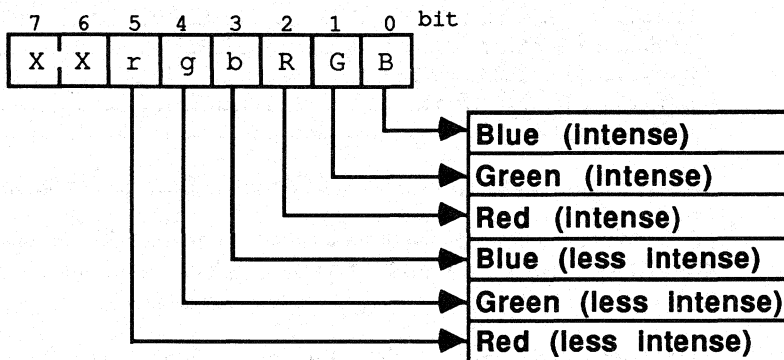 7 6 5 4 3 2 1 0 bit
X X r g b R G B
Blue (intense)
Green (intense)
Red (intense)
Blue (less intense)
Green (less intense)
Red (less intense)